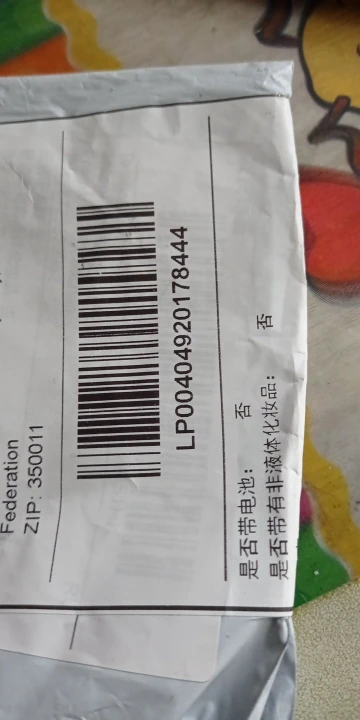 Federation
ZIP: 350011
LP00404920178444
是否带电池： 否
是否带有非液体化妆品： 否